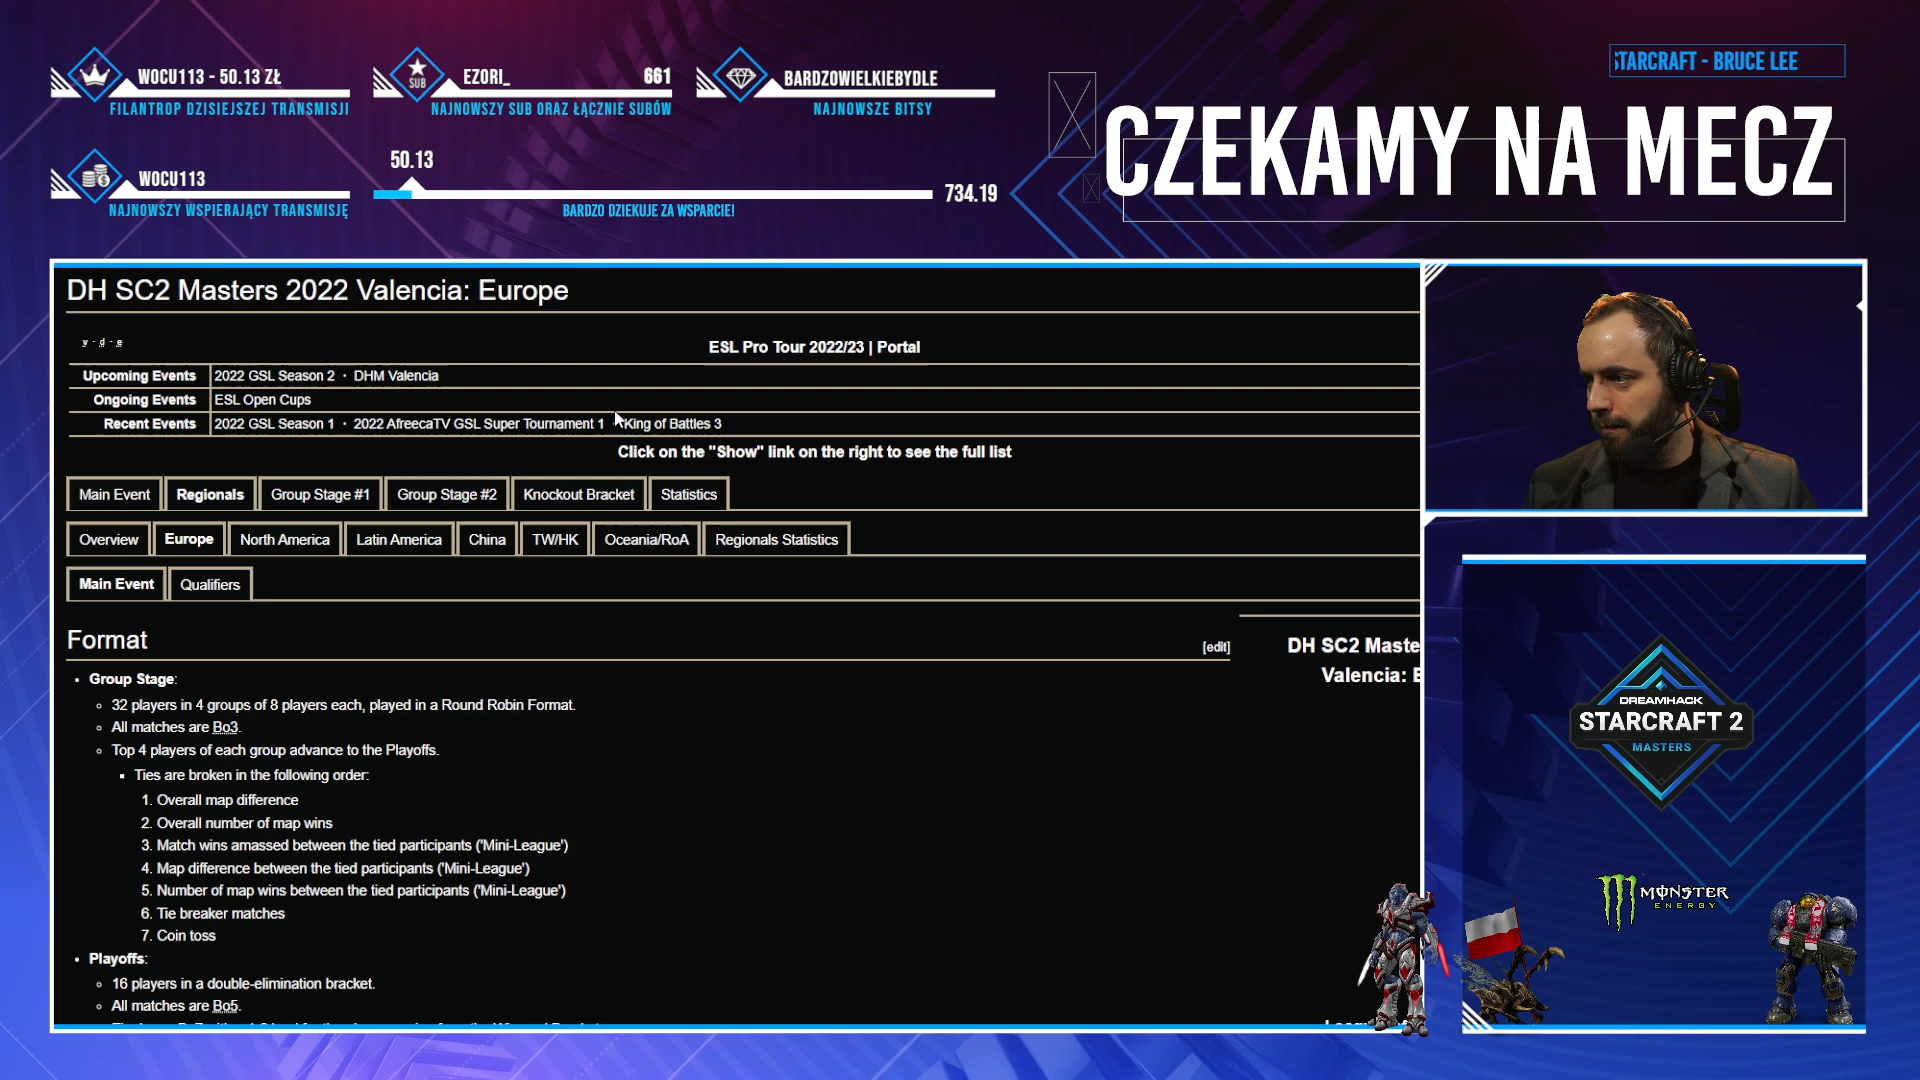 WOCU113 - 50.13 ZŁ
FILANTROP DZISIEJSZEJ TRANSMISJI
SUB
EZORI_ 661
NAJNOWSZY SUB ORAZ ŁĄCZNIE SUBÓW
BARDZOWIELKIEBYDLE
NAJNOWSZE BITSY
STARCRAFT - BRUCE LEE
CZEKAMY NA MECZ
WOCU113
NAJNOWSZY WSPIERAJĄCY TRANSMISJĘ
50.13
734.19
BARDZO DZIEKUJE ZA WSPARCIE!
DH SC2 Masters 2022 Valencia: Europe
v · d · e
ESL Pro Tour 2022/23 | Portal
Upcoming Events 2022 GSL Season 2 · DHM Valencia
Ongoing Events ESL Open Cups
Recent Events 2022 GSL Season 1 · 2022 AfreecaTV GSL Super Tournament 1 · King of Battles 3
Click on the "Show" link on the right to see the full list
Main Event Regionals Group Stage #1 Group Stage #2 Knockout Bracket Statistics
Overview Europe North America Latin America China TW/HK Oceania/RoA Regionals Statistics
Main Event Qualifiers
Format [edit]
DH SC2 Maste
Valencia: E
• Group Stage:
32 players in 4 groups of 8 players each, played in a Round Robin Format.
All matches are Bo3.
Top 4 players of each group advance to the Playoffs.
Ties are broken in the following order:
1. Overall map difference
2. Overall number of map wins
3. Match wins amassed between the tied participants ('Mini-League')
4. Map difference between the tied participants ('Mini-League')
5. Number of map wins between the tied participants ('Mini-League')
6. Tie breaker matches
7. Coin toss
• Playoffs:
16 players in a double-elimination bracket.
All matches are Bo5.
DREAMHACK
STARCRAFT 2
MASTERS
MONSTER
ENERGY